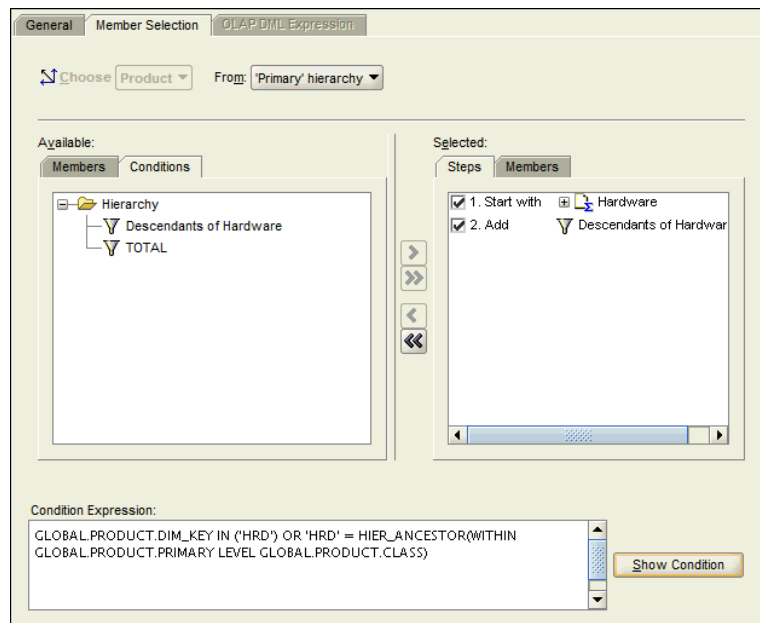 General Member Selection OLAP DML Expression
Choose Product From: 'Primary' hierarchy
Available: Selected:
Members Conditions Steps Members
Hierarchy
Descendants of Hardware
TOTAL
1. Start with Hardware
2. Add Descendants of Hardwar
Condition Expression:
GLOBAL.PRODUCT.DIM_KEY IN ('HRD') OR 'HRD' = HIER_ANCESTOR(WITHIN
GLOBAL.PRODUCT.PRIMARY LEVEL GLOBAL.PRODUCT.CLASS)
Show Condition